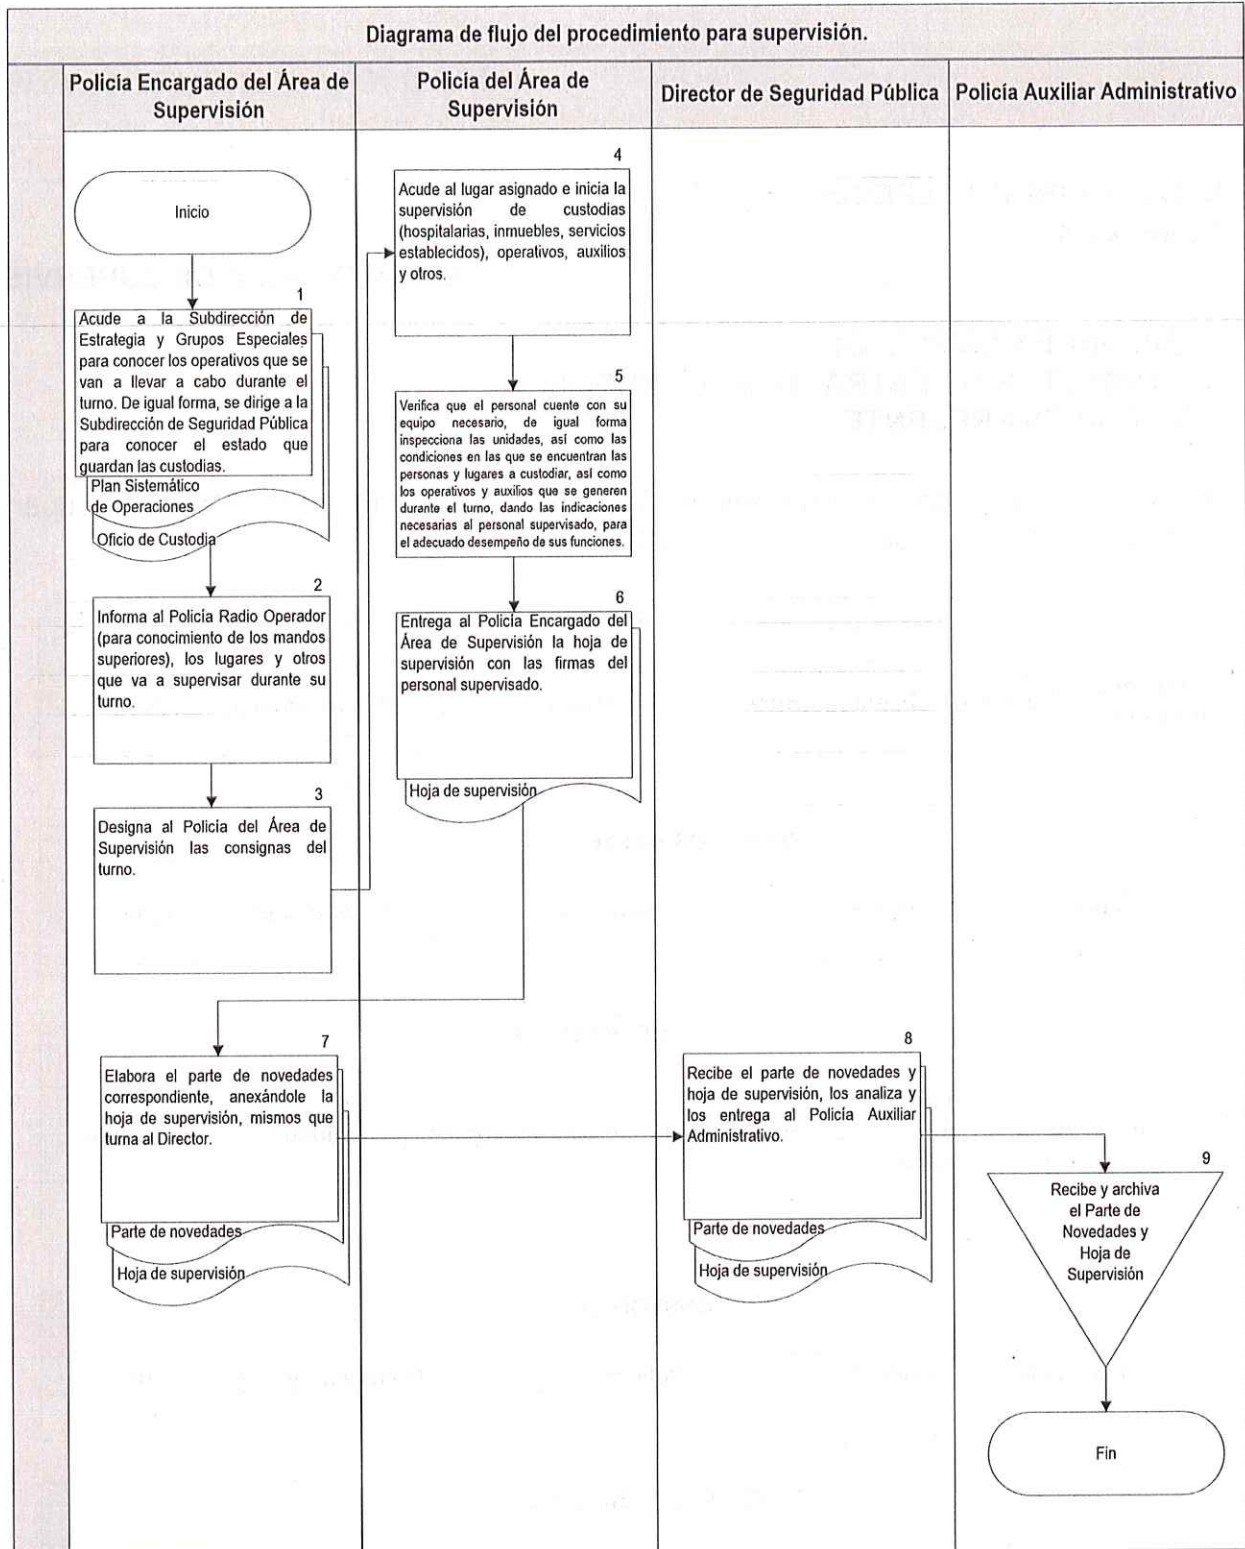 Diagrama de flujo del procedimiento para supervisión.
Policía Encargado del Área de
Supervisión
Policía del Área de
Supervisión
Director de Seguridad Pública
Policía Auxiliar Administrativo
Inicio
1
Acude a la Subdirección de
Estrategia y Grupos Especiales
para conocer los operativos que se
van a llevar a cabo durante el
turno. De igual forma, se dirige a la
Subdirección de Seguridad Pública
para conocer el estado que
guardan las custodias.
Plan Sistemático
de Operaciones
Oficio de Custodia
2
Informa al Policía Radio Operador
(para conocimiento de los mandos
superiores), los lugares y otros
que va a supervisar durante su
turno.
3
Designa al Policía del Área de
Supervisión las consignas del
turno.
4
Acude al lugar asignado e inicia la
supervisión de custodias
(hospitalarias, inmuebles, servicios
establecidos), operativos, auxilios
y otros.
5
Verifica que el personal cuente con su
equipo necesario, de igual forma
inspecciona las unidades, así como las
condiciones en las que se encuentran las
personas y lugares a custodiar, así como
los operativos y auxilios que se generen
durante el turno, dando las indicaciones
necesarias al personal supervisado, para
el adecuado desempeño de sus funciones.
6
Entrega al Policía Encargado del
Área de Supervisión la hoja de
supervisión con las firmas del
personal supervisado.
Hoja de supervisión
7
Elabora el parte de novedades
correspondiente, anexándole la
hoja de supervisión, mismos que
turna al Director.
Parte de novedades
Hoja de supervisión
8
Recibe el parte de novedades y
hoja de supervisión, los analiza y
los entrega al Policía Auxiliar
Administrativo.
Parte de novedades
Hoja de supervisión
9
Recibe y archiva
el Parte de
Novedades y
Hoja de
Supervisión
Fin